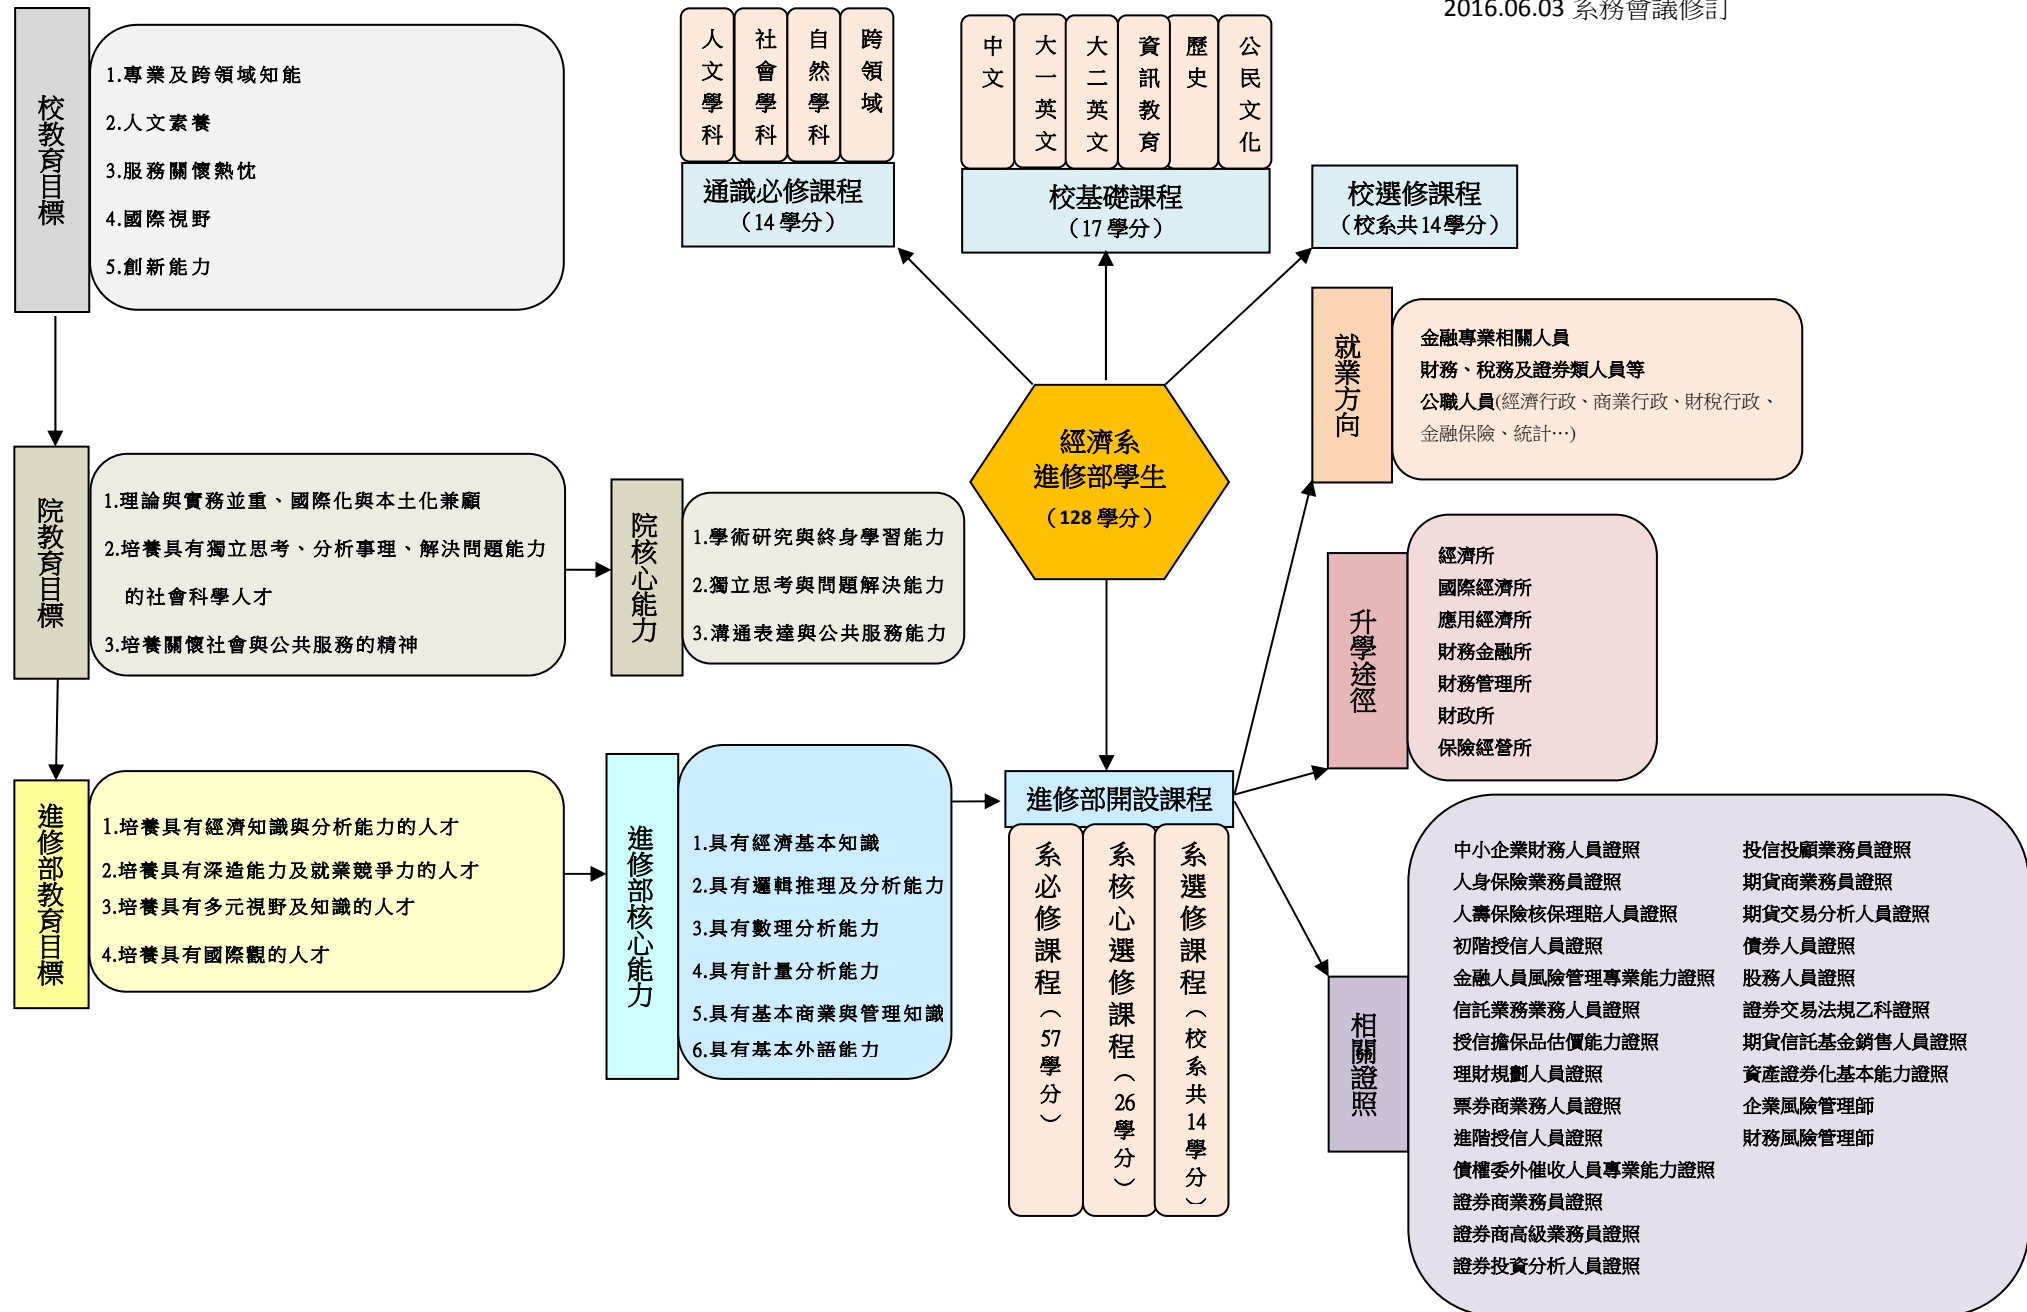 2016.06.03 系務會議修訂
校教育目標
1.專業及跨領域知能
2.人文素養
3.服務關懷熱忱
4.國際視野
5.創新能力
人文學科
社會學科
自然學科
跨領域
通識必修課程
（14 學分）
中文
大一英文
大二英文
資訊教育
歷史
公民文化
校基礎課程
（17 學分）
校選修課程
（校系共14學分）
就業方向
金融專業相關人員
財務、稅務及證券類人員等
公職人員(經濟行政、商業行政、財稅行政、
金融保險、統計…)
經濟系
進修部學生
（128 學分）
院教育目標
1.理論與實務並重、國際化與本土化兼顧
2.培養具有獨立思考、分析事理、解決問題能力
的社會科學人才
3.培養關懷社會與公共服務的精神
院核心能力
1.學術研究與終身學習能力
2.獨立思考與問題解決能力
3.溝通表達與公共服務能力
升學途徑
經濟所
國際經濟所
應用經濟所
財務金融所
財務管理所
財政所
保險經營所
進修部教育目標
1.培養具有經濟知識與分析能力的人才
2.培養具有深造能力及就業競爭力的人才
3.培養具有多元視野及知識的人才
4.培養具有國際觀的人才
進修部核心能力
1.具有經濟基本知識
2.具有邏輯推理及分析能力
3.具有數理分析能力
4.具有計量分析能力
5.具有基本商業與管理知識
6.具有基本外語能力
進修部開設課程
系必修課程（57學分）
系核心選修課程（26學分）
系選修課程（校系共14學分）
相關證照
中小企業財務人員證照
人身保險業務員證照
人壽保險核保理賠人員證照
初階授信人員證照
金融人員風險管理專業能力證照
信託業務業務人員證照
授信擔保品估價能力證照
理財規劃人員證照
票券商業務人員證照
進階授信人員證照
債權委外催收人員專業能力證照
證券商業務員證照
證券商高級業務員證照
證券投資分析人員證照
投信投顧業務員證照
期貨商業務員證照
期貨交易分析人員證照
債券人員證照
股務人員證照
證券交易法規乙科證照
期貨信託基金銷售人員證照
資產證券化基本能力證照
企業風險管理師
財務風險管理師